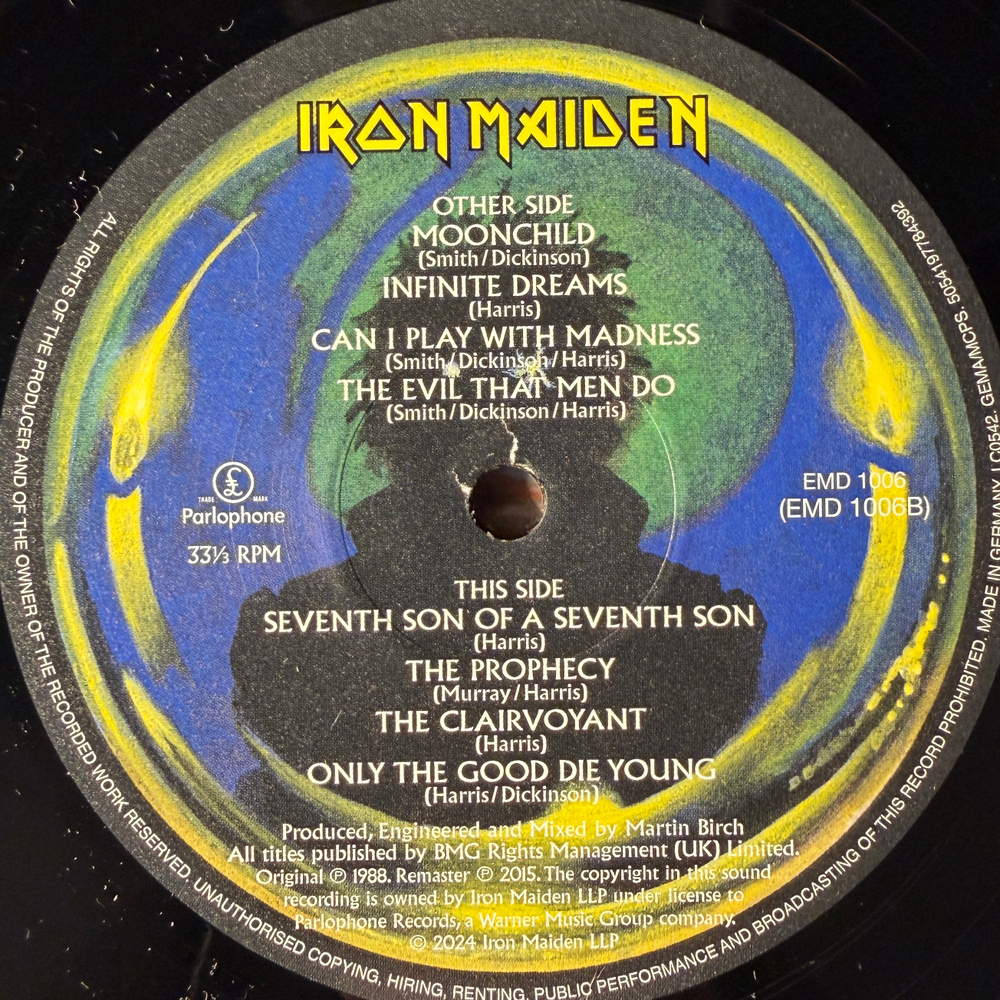 IRON MAIDEN
OTHER SIDE
MOONCHILD
(Smith/Dickinson)
INFINITE DREAMS
(Harris)
CAN I PLAY WITH MADNESS
(Smith/Dickinson/Harris)
THE EVIL THAT MEN DO
(Smith/Dickinson/Harris)
TRADE £ MARK
Parlophone
33⅓ RPM
EMD 1006
(EMD 1006B)
THIS SIDE
SEVENTH SON OF A SEVENTH SON
(Harris)
THE PROPHECY
(Murray/Harris)
THE CLAIRVOYANT
(Harris)
ONLY THE GOOD DIE YOUNG
(Harris/Dickinson)
Produced, Engineered and Mixed by Martin Birch
All titles published by BMG Rights Management (UK) Limited.
Original ℗ 1988. Remaster ℗ 2015. The copyright in this sound
recording is owned by Iron Maiden LLP under license to
Parlophone Records, a Warner Music Group company.
© 2024 Iron Maiden LLP
ALL RIGHTS OF THE PRODUCER AND OF THE OWNER OF THE RECORDED WORK RESERVED. UNAUTHORISED COPYING, HIRING, RENTING, PUBLIC PERFORMANCE AND BROADCASTING OF THIS RECORD PROHIBITED. MADE IN GERMANY. LC0542. GEMA/MCPS. 5054197784392